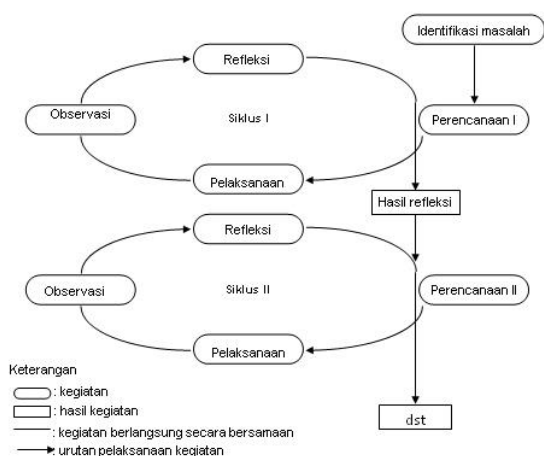 Identifikasi masalah
Refleksi
Observasi
Siklus I
Perencanaan I
Pelaksanaan
Hasil refleksi
Refleksi
Observasi
Siklus II
Perencanaan II
Pelaksanaan
Keterangan
: kegiatan
: hasil kegiatan
dst
: kegiatan berlangsung secara bersamaan
: urutan pelaksanaan kegiatan